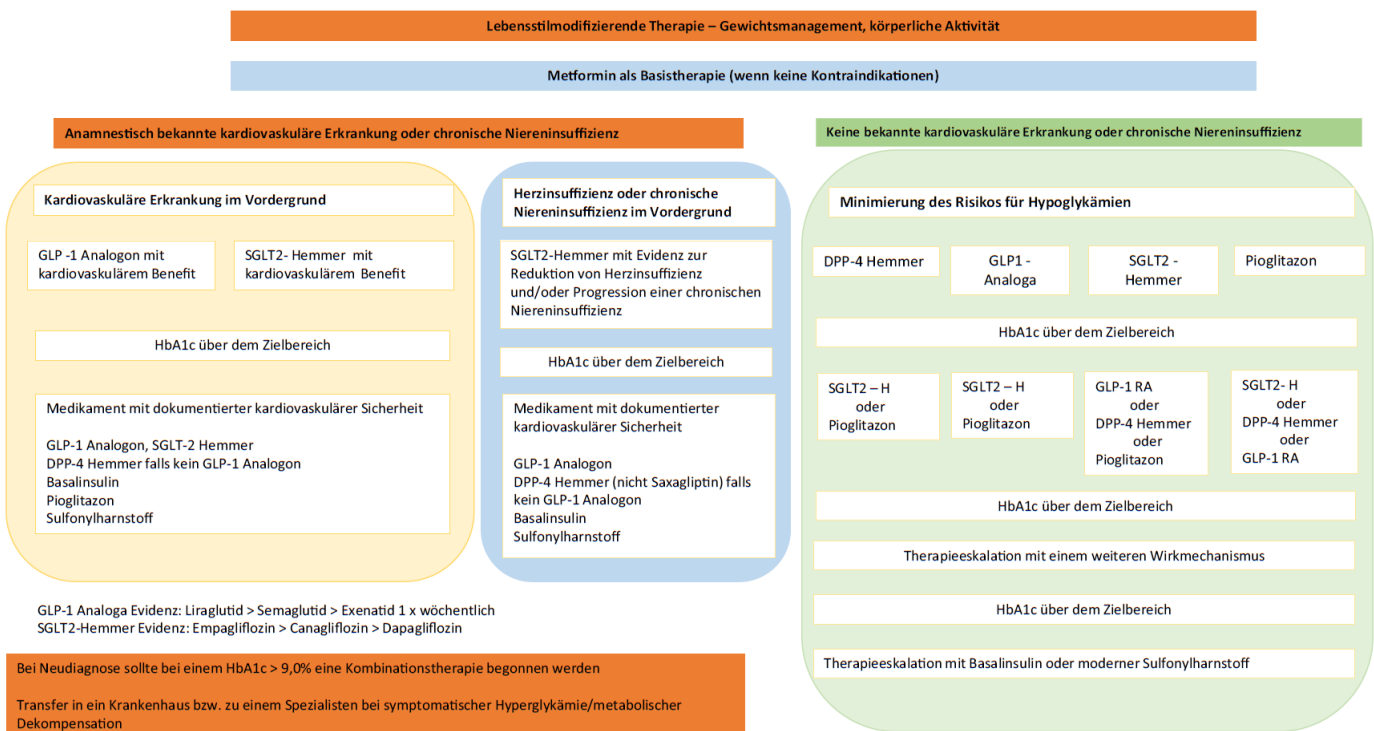 Lebensstilmodifizierende Therapie – Gewichtsmanagement, körperliche Aktivität
Metformin als Basistherapie (wenn keine Kontraindikationen)
Anamnestisch bekannte kardiovaskuläre Erkrankung oder chronische Niereninsuffizienz
Kardiovaskuläre Erkrankung im Vordergrund
GLP -1 Analogon mit
kardiovaskulärem Benefit
SGLT2- Hemmer mit
kardiovaskulärem Benefit
HbA1c über dem Zielbereich
Medikament mit dokumentierter kardiovaskulärer Sicherheit
GLP-1 Analogon, SGLT-2 Hemmer
DPP-4 Hemmer falls kein GLP-1 Analogon
Basalinsulin
Pioglitazon
Sulfonylharnstoff
Herzinsuffizienz oder chronische
Niereninsuffizienz im Vordergrund
SGLT2-Hemmer mit Evidenz zur
Reduktion von Herzinsuffizienz
und/oder Progression einer chronischen
Niereninsuffizienz
HbA1c über dem Zielbereich
Medikament mit dokumentierter
kardiovaskulärer Sicherheit
GLP-1 Analogon
DPP-4 Hemmer (nicht Saxagliptin) falls
kein GLP-1 Analogon
Basalinsulin
Sulfonylharnstoff
Keine bekannte kardiovaskuläre Erkrankung oder chronische Niereninsuffizienz
Minimierung des Risikos für Hypoglykämien
DPP-4 Hemmer
GLP1 -
Analoga
SGLT2 -
Hemmer
Pioglitazon
HbA1c über dem Zielbereich
SGLT2 – H
oder
Pioglitazon
SGLT2 – H
oder
Pioglitazon
GLP-1 RA
oder
DPP-4 Hemmer
oder
Pioglitazon
SGLT2- H
oder
DPP-4 Hemmer
oder
GLP-1 RA
HbA1c über dem Zielbereich
Therapieeskalation mit einem weiteren Wirkmechanismus
HbA1c über dem Zielbereich
Therapieeskalation mit Basalinsulin oder moderner Sulfonylharnstoff
GLP-1 Analoga Evidenz: Liraglutid > Semaglutid > Exenatid 1 x wöchentlich
SGLT2-Hemmer Evidenz: Empagliflozin > Canagliflozin > Dapagliflozin
Bei Neudiagnose sollte bei einem HbA1c > 9,0% eine Kombinationstherapie begonnen werden
Transfer in ein Krankenhaus bzw. zu einem Spezialisten bei symptomatischer Hyperglykämie/metabolischer
Dekompensation